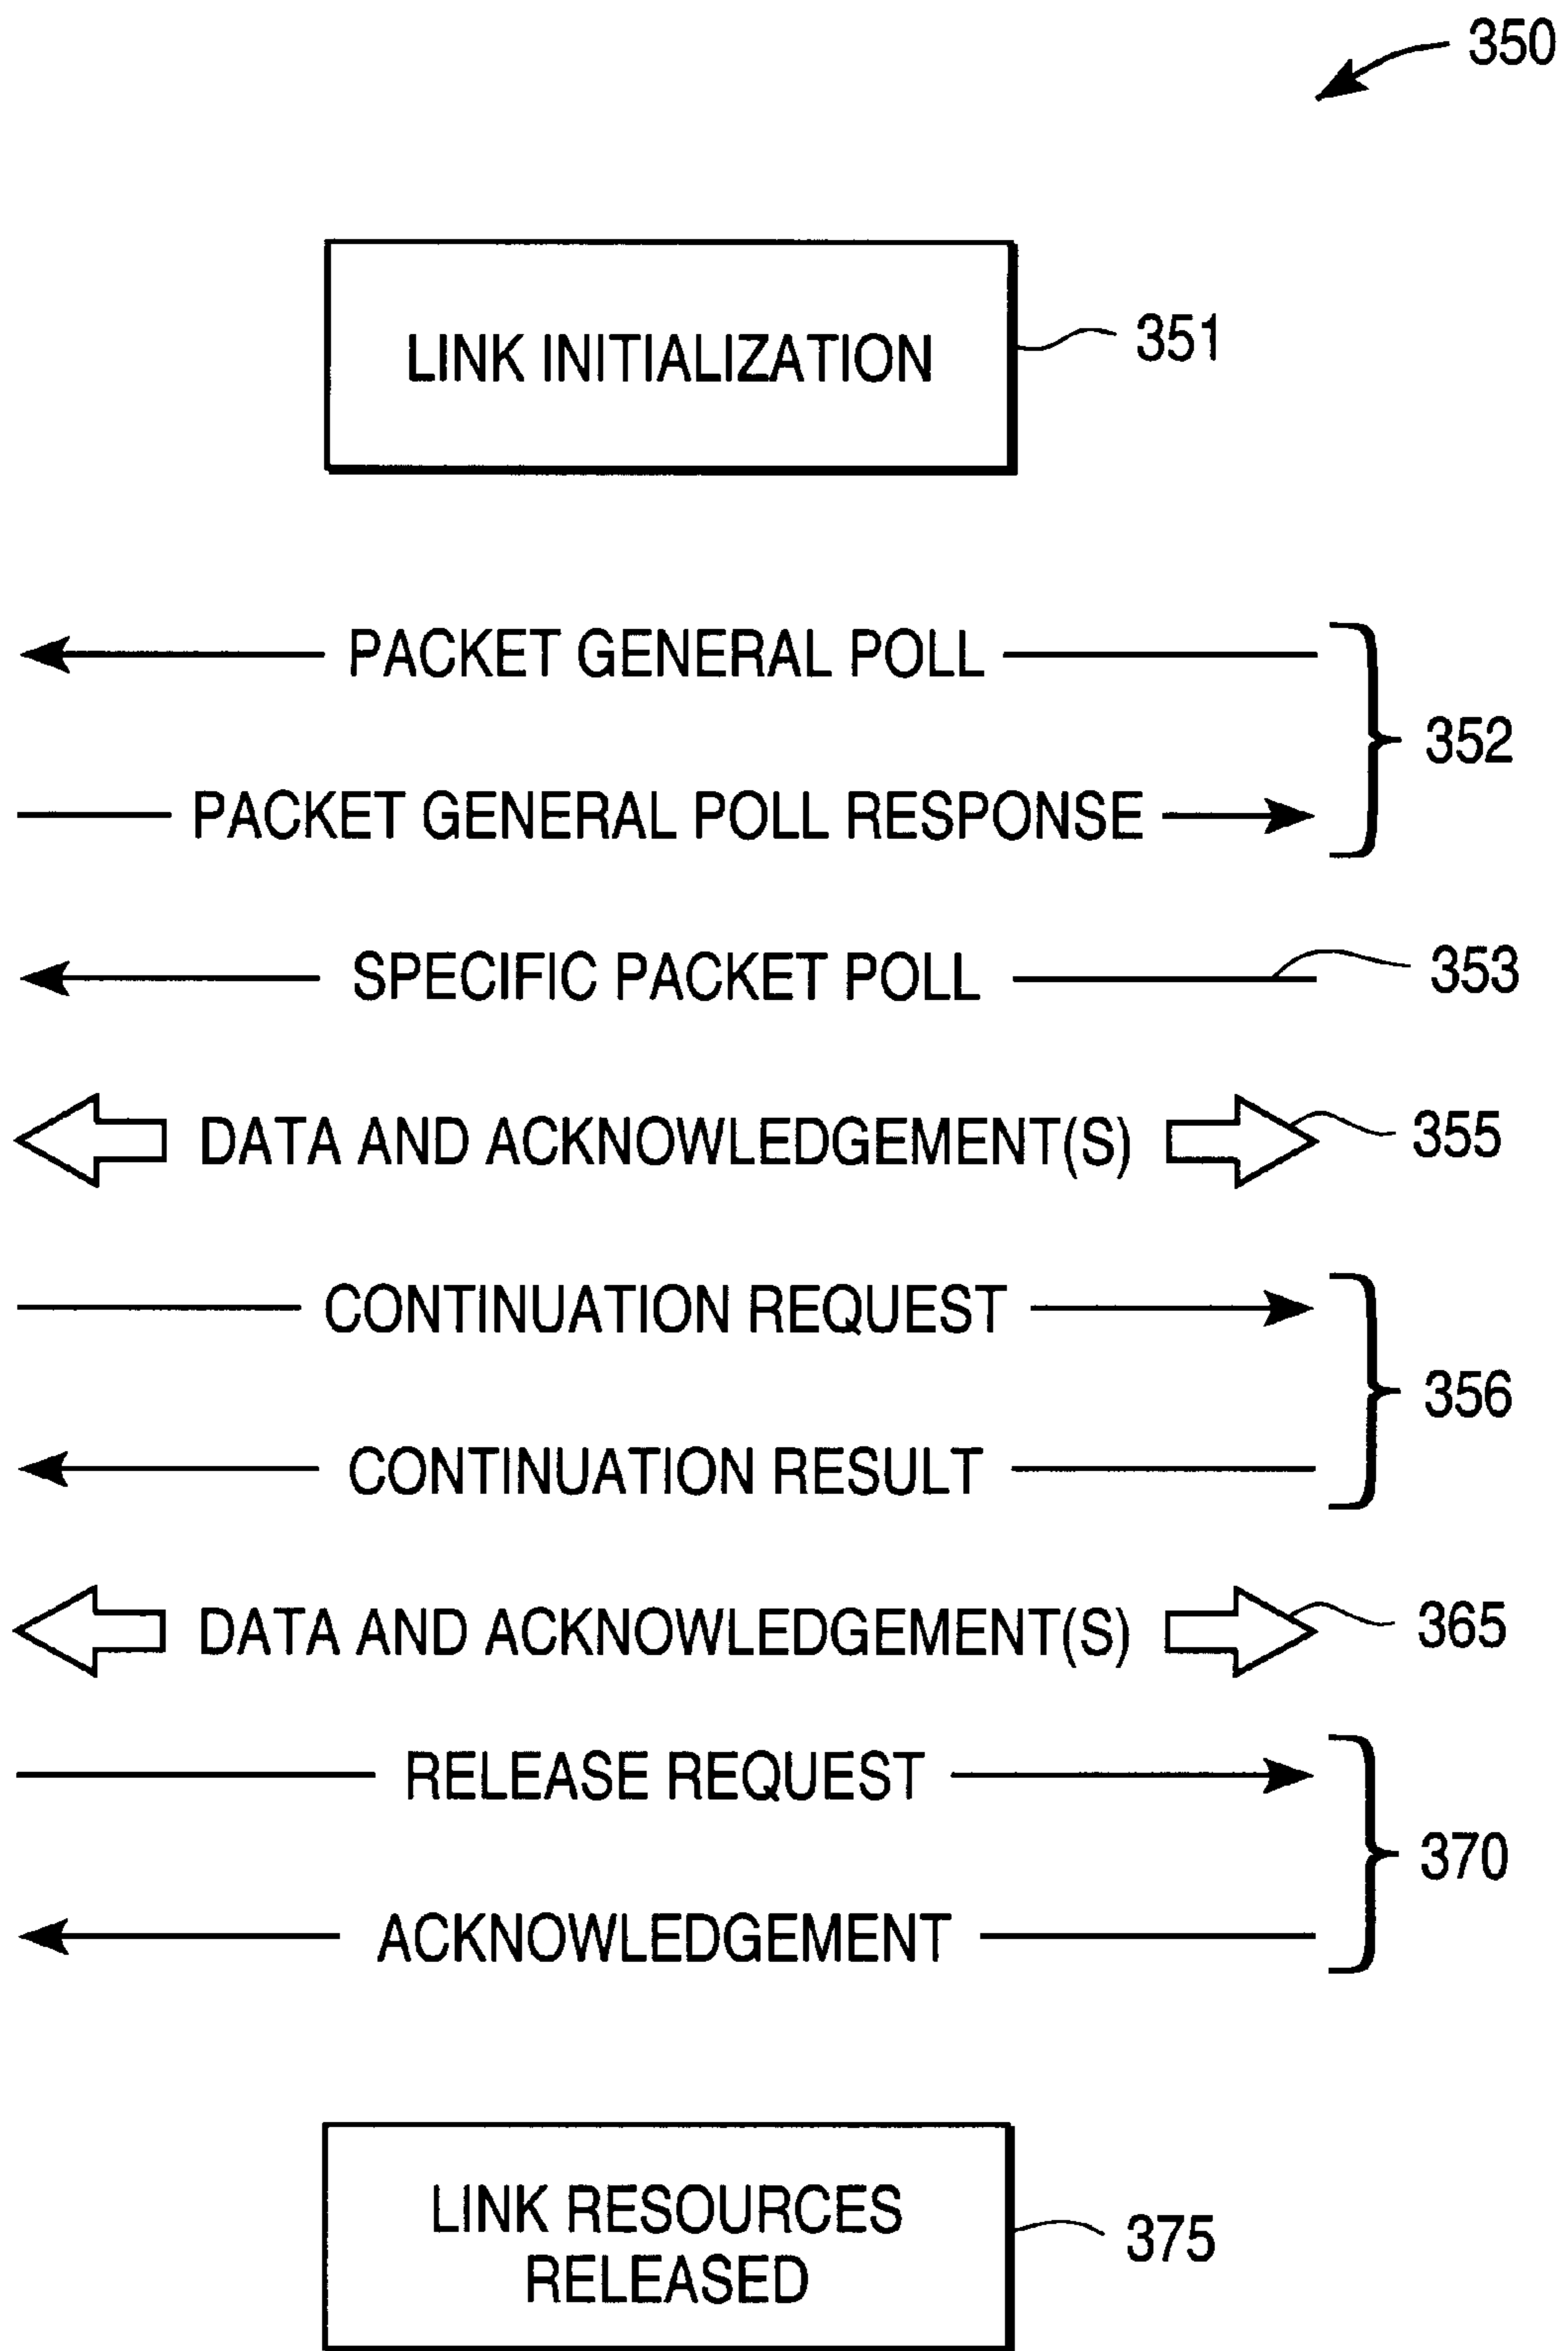 350
LINK INITIALIZATION
351
PACKET GENERAL POLL
352
PACKET GENERAL POLL RESPONSE
SPECIFIC PACKET POLL
353
DATA AND ACKNOWLEDGEMENT(S)
355
CONTINUATION REQUEST
356
CONTINUATION RESULT
DATA AND ACKNOWLEDGEMENT(S)
365
RELEASE REQUEST
370
ACKNOWLEDGEMENT
LINK RESOURCES
RELEASED
375